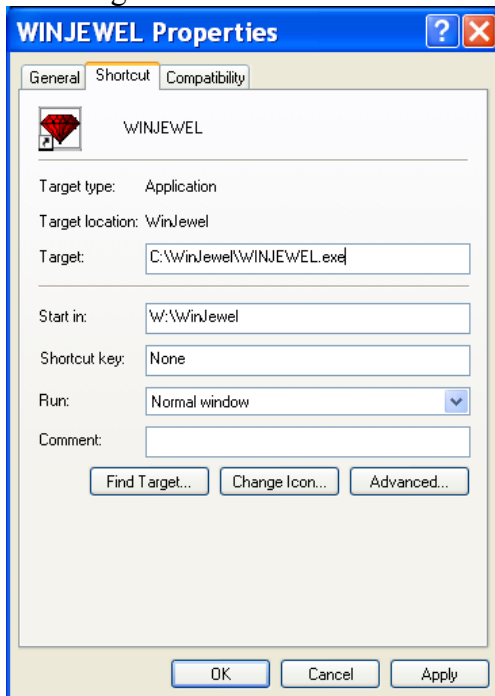 WINJEWEL Properties
General Shortcut Compatibility
WINJEWEL
Target type: Application
Target location: WinJewel
Target: C:\WinJewel\WINJEWEL.exe
Start in: W:\WinJewel
Shortcut key: None
Run: Normal window
Comment:
Find Target... Change Icon... Advanced...
OK Cancel Apply